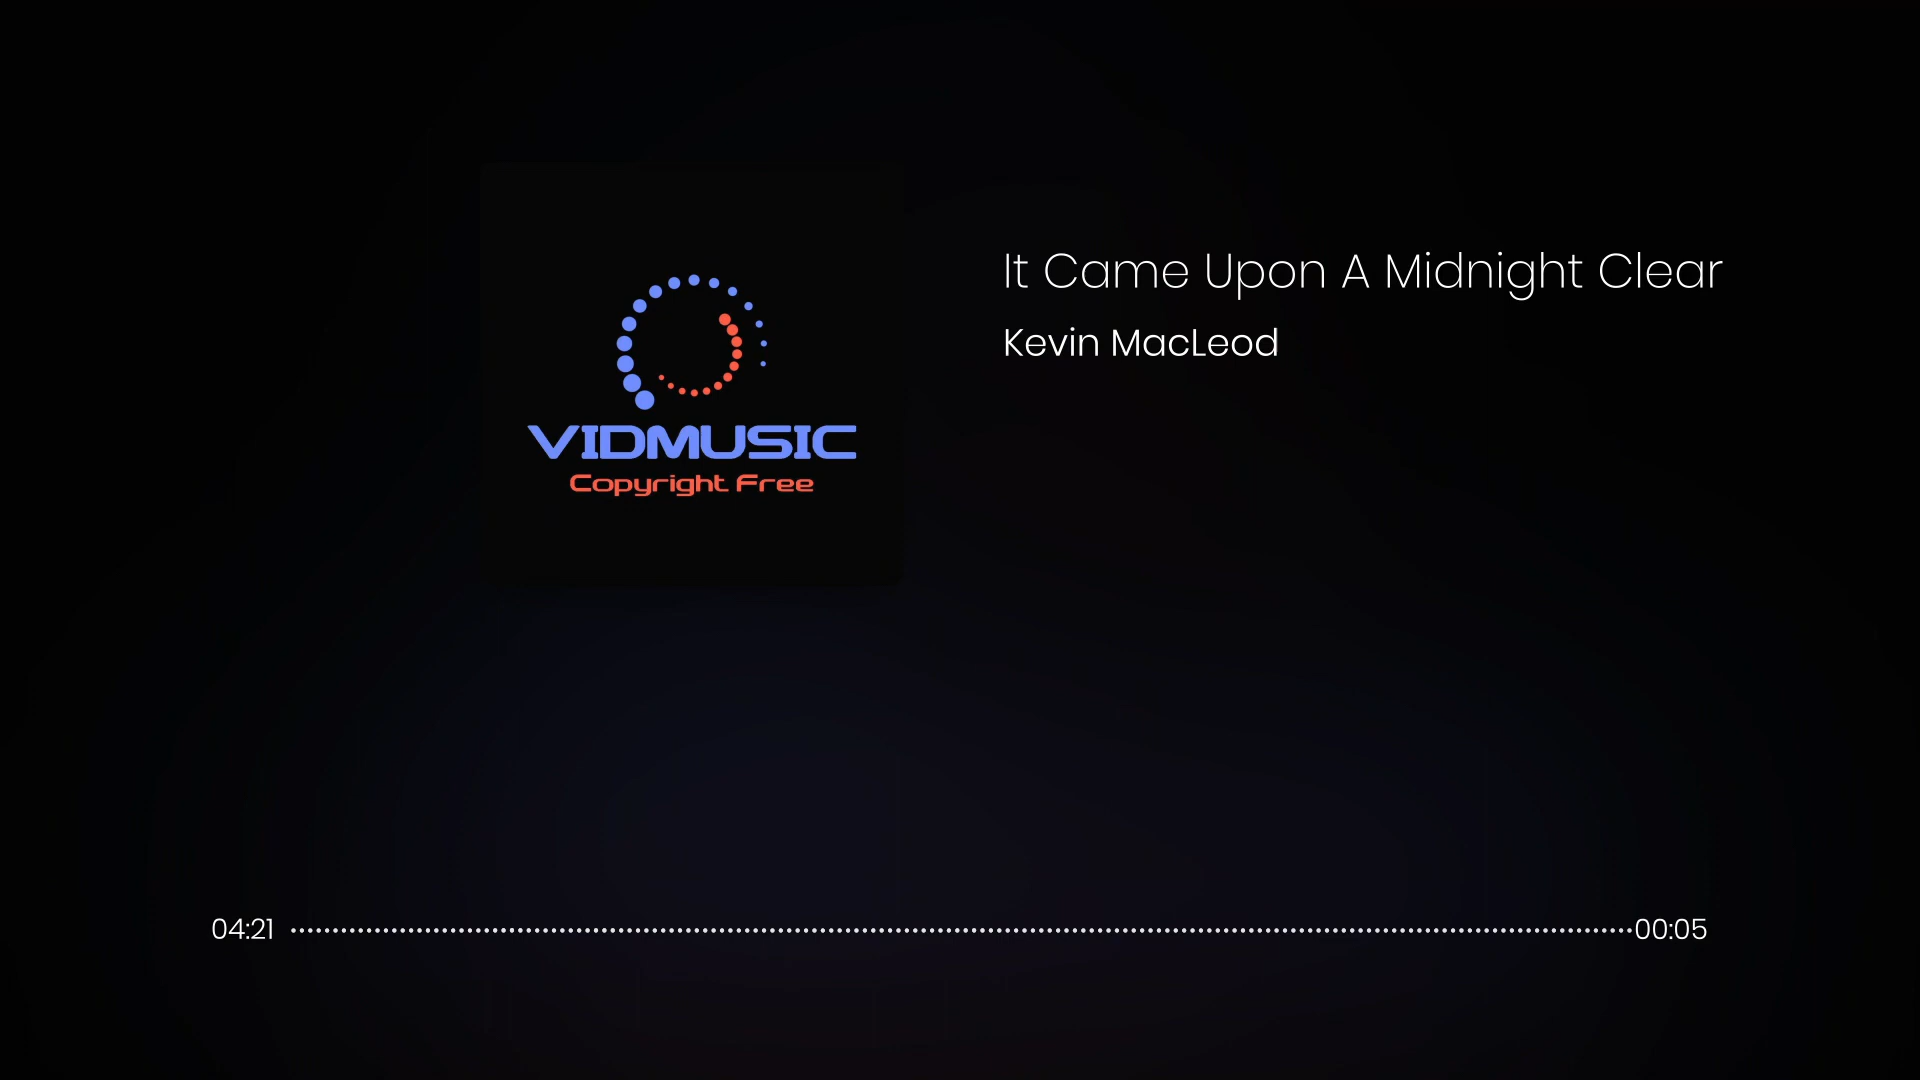 It Came Upon A Midnight Clear
Kevin MacLeod
VIDMUSIC
Copyright Free
04:21
00:05